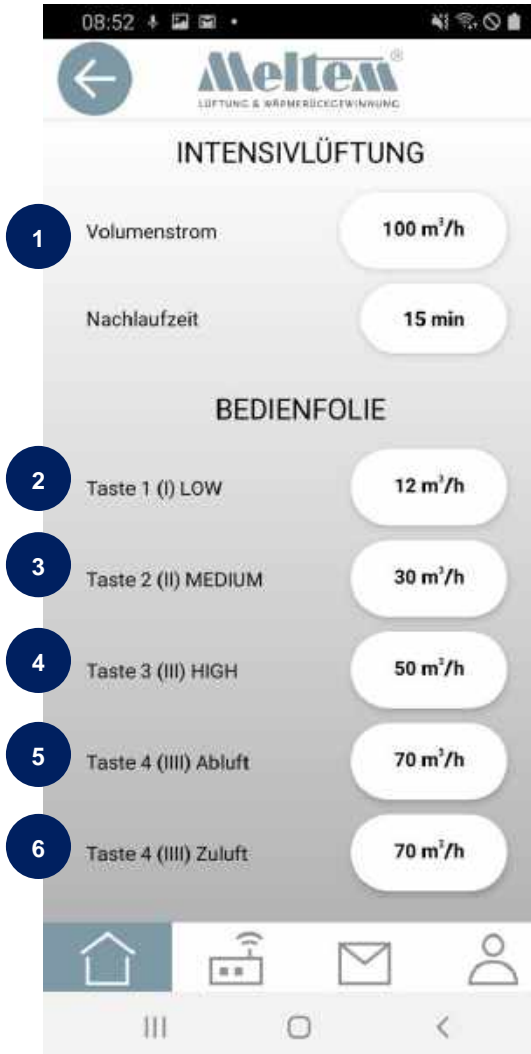 08:52
Meltem®
LÜFTUNG & WÄRMERÜCKGEWINNUNG
INTENSIVLÜFTUNG
1 Volumenstrom 100 m³/h
Nachlaufzeit 15 min
BEDIENFOLIE
2 Taste 1 (I) LOW 12 m³/h
3 Taste 2 (II) MEDIUM 30 m³/h
4 Taste 3 (III) HIGH 50 m³/h
5 Taste 4 (IIII) Abluft 70 m³/h
6 Taste 4 (IIII) Zuluft 70 m³/h